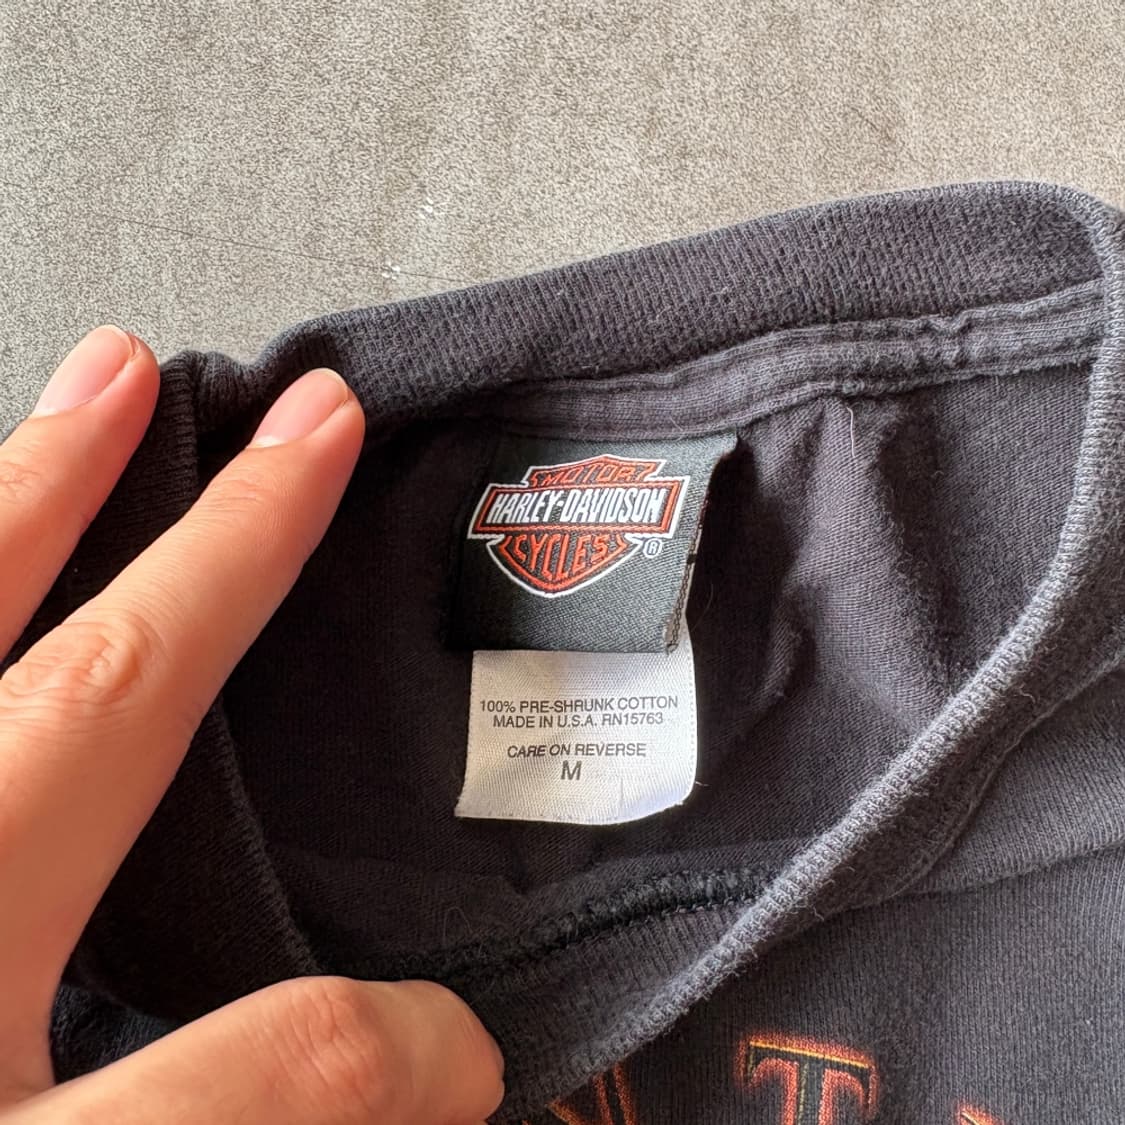 MOTOR
HARLEY-DAVIDSON
CYCLES
®
100% PRE-SHRUNK COTTON
MADE IN U.S.A. RN15763
CARE ON REVERSE
M